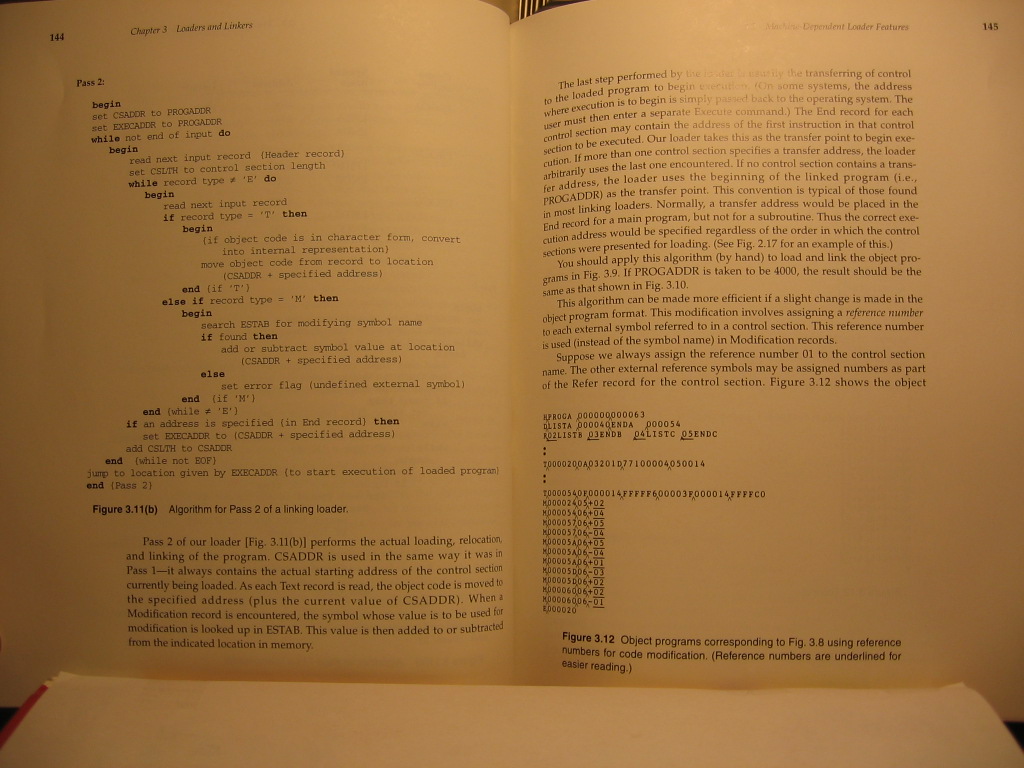 144
Chapter 3 Loaders and Linkers
Pass 2:
begin
set CSADDR to PROGADDR
set EXECADDR to PROGADDR
while not end of input do
begin
read next input record (Header record)
set CSLTH to control section length
while record type ≠ 'E' do
begin
read next input record
if record type = 'T' then
begin
(if object code is in character form, convert
into internal representation)
move object code from record to location
(CSADDR + specified address)
end (if 'T')
else if record type = 'M' then
begin
search ESTAB for modifying symbol name
if found then
add or subtract symbol value at location
(CSADDR + specified address)
else
set error flag (undefined external symbol)
end (if 'M')
end (while ≠ 'E')
if an address is specified (in End record) then
set EXECADDR to (CSADDR + specified address)
add CSLTH to CSADDR
end (while not EOF)
jump to location given by EXECADDR (to start execution of loaded program)
end (Pass 2)
Figure 3.11(b) Algorithm for Pass 2 of a linking loader.
Pass 2 of our loader [Fig. 3.11(b)] performs the actual loading, relocation,
and linking of the program. CSADDR is used in the same way it was in
Pass 1—it always contains the actual starting address of the control section
currently being loaded. As each Text record is read, the object code is moved to
the specified address (plus the current value of CSADDR). When a
Modification record is encountered, the symbol whose value is to be used for
modification is looked up in ESTAB. This value is then added to or subtracted
from the indicated location in memory.
Machine-Dependent Loader Features
145
The last step performed by the loader is usually the transferring of control
to the loaded program to begin execution. (On some systems, the address
where execution is to begin is simply passed back to the operating system. The
user must then enter a separate Execute command.) The End record for each
control section may contain the address of the first instruction in that control
section to be executed. Our loader takes this as the transfer point to begin exe-
cution. If more than one control section specifies a transfer address, the loader
arbitrarily uses the last one encountered. If no control section contains a trans-
fer address, the loader uses the beginning of the linked program (i.e.,
PROGADDR) as the transfer point. This convention is typical of those found
in most linking loaders. Normally, a transfer address would be placed in the
End record for a main program, but not for a subroutine. Thus the correct exe-
cution address would be specified regardless of the order in which the control
sections were presented for loading. (See Fig. 2.17 for an example of this.)
You should apply this algorithm (by hand) to load and link the object pro-
grams in Fig. 3.9. If PROGADDR is taken to be 4000, the result should be the
same as that shown in Fig. 3.10.
This algorithm can be made more efficient if a slight change is made in the
object program format. This modification involves assigning a reference number
to each external symbol referred to in a control section. This reference number
is used (instead of the symbol name) in Modification records.
Suppose we always assign the reference number 01 to the control section
name. The other external reference symbols may be assigned numbers as part
of the Refer record for the control section. Figure 3.12 shows the object
HPROGA 000000000063
DLISTA 000040ENDA 000054
R02LISTB 03ENDB 04LISTC 05ENDC
T0000200A03201D77100004050014
T0000540F000014FFFFF600003F000014FFFFC0
M00002405+02
M00005406+04
M00005706+05
M00005706-04
M00005A06+05
M00005A06-04
M00005A06+01
M00005D06-03
M00005D06+02
M00006006+02
M00006006-01
E000020
Figure 3.12 Object programs corresponding to Fig. 3.8 using reference
numbers for code modification. (Reference numbers are underlined for
easier reading.)